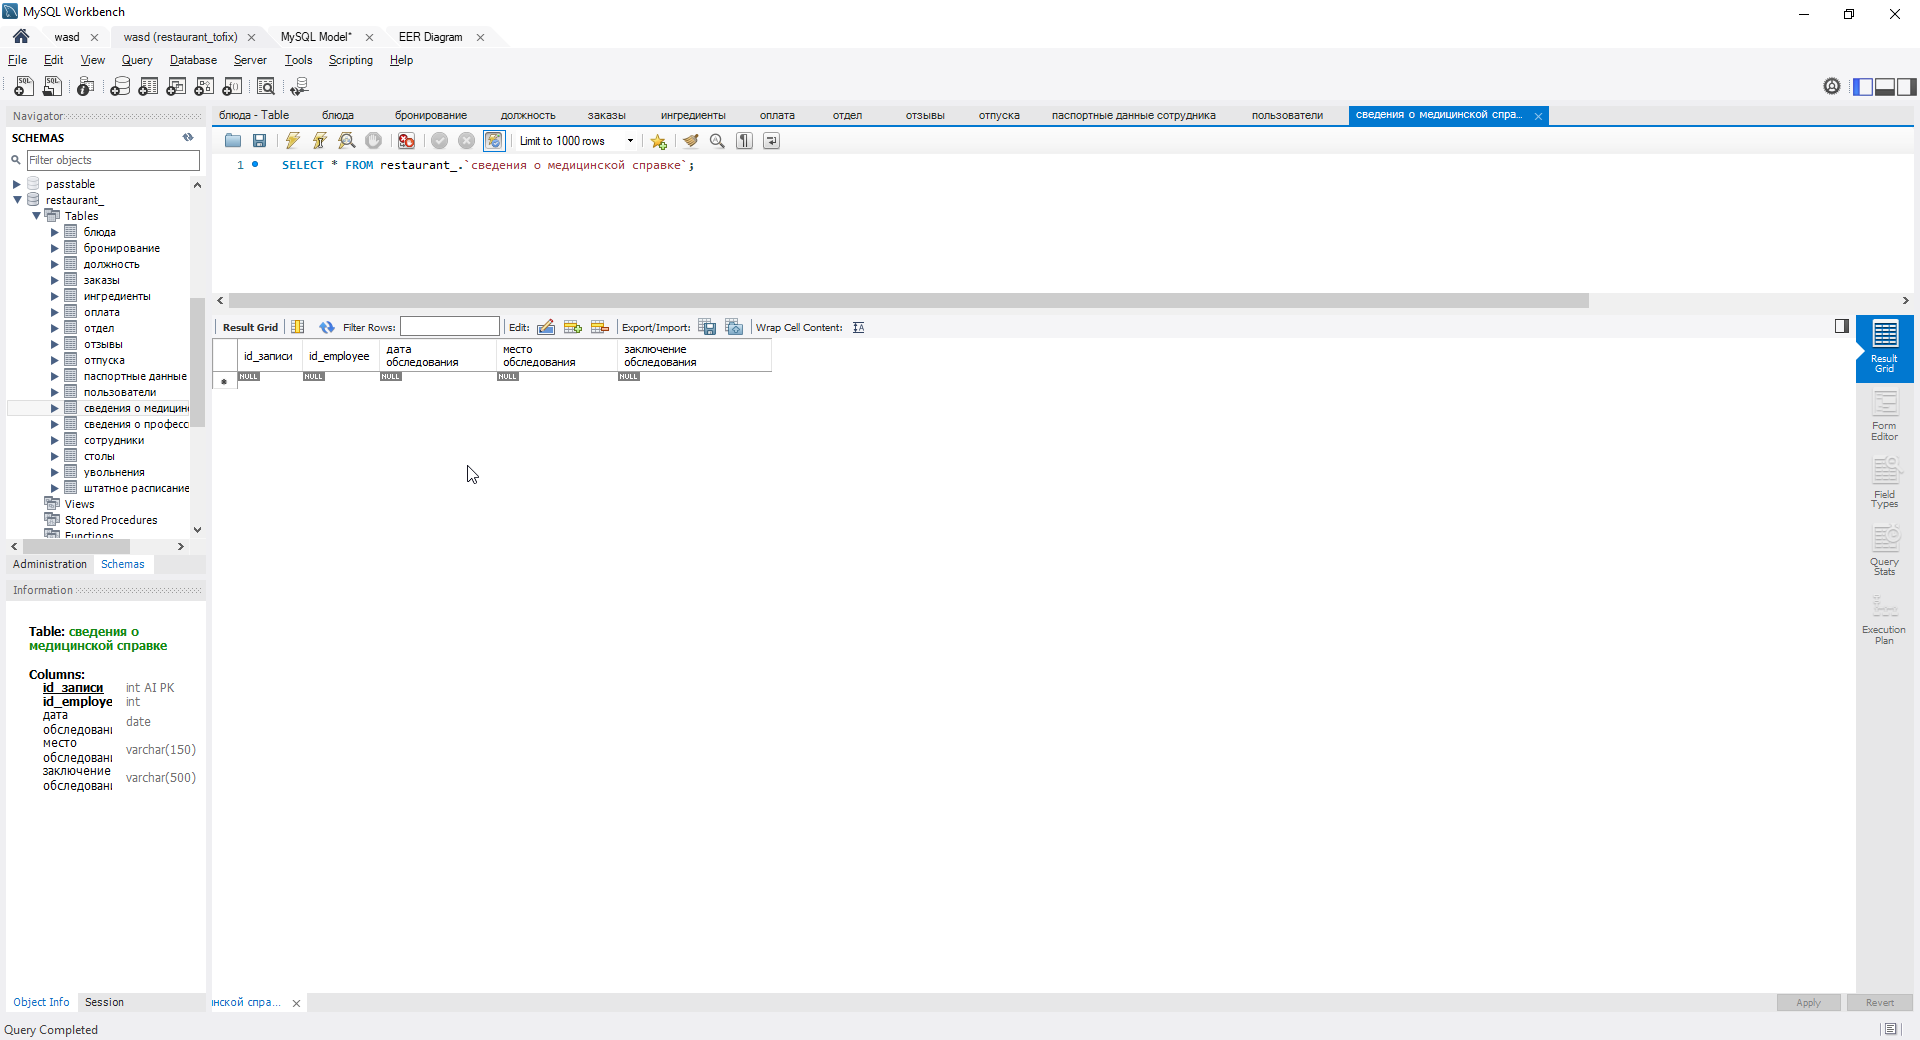 MySQL Workbench
wasd
wasd (restaurant_tofix)
MySQL Model*
EER Diagram
File Edit View Query Database Server Tools Scripting Help
Navigator
SCHEMAS
Filter objects
passtable
restaurant_
Tables
блюда
бронирование
должность
заказы
ингредиенты
оплата
отдел
отзывы
отпуска
паспортные данные
пользователи
сведения о медицин
сведения о професс
сотрудники
столы
увольнения
штатное расписание
Views
Stored Procedures
Functions
Administration Schemas
Information
Table: сведения о
медицинской справке
Columns:
id_записи int AI PK
id_employe int
дата
обследован date
место
обследован varchar(150)
заключение
обследован varchar(500)
Object Info Session
блюда - Table блюда бронирование должность заказы ингредиенты оплата отдел отзывы отпуска паспортные данные сотрудника пользователи сведения о медицинской спра...
Limit to 1000 rows
1 SELECT * FROM restaurant_.`сведения о медицинской справке`;
Result Grid Filter Rows: Edit: Export/Import: Wrap Cell Content:
id_записи id_employee дата обследования место обследования заключение обследования
NULL NULL NULL NULL NULL
Result
Grid
Form
Editor
Field
Types
Query
Stats
Execution
Plan
нской спра...
Apply Revert
Query Completed